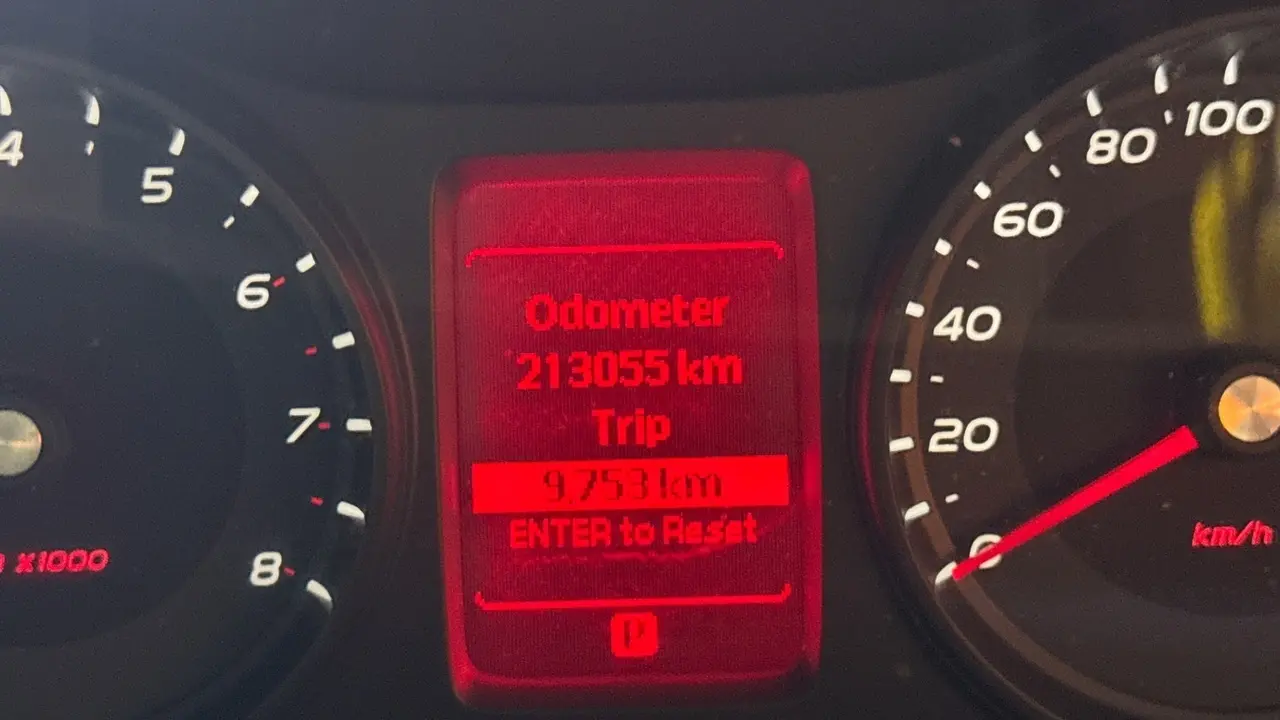 4
5
6
7
8
x1000
Odometer
213055 km
Trip
9.753 km
ENTER to Reset
P
0
20
40
60
80
100
km/h